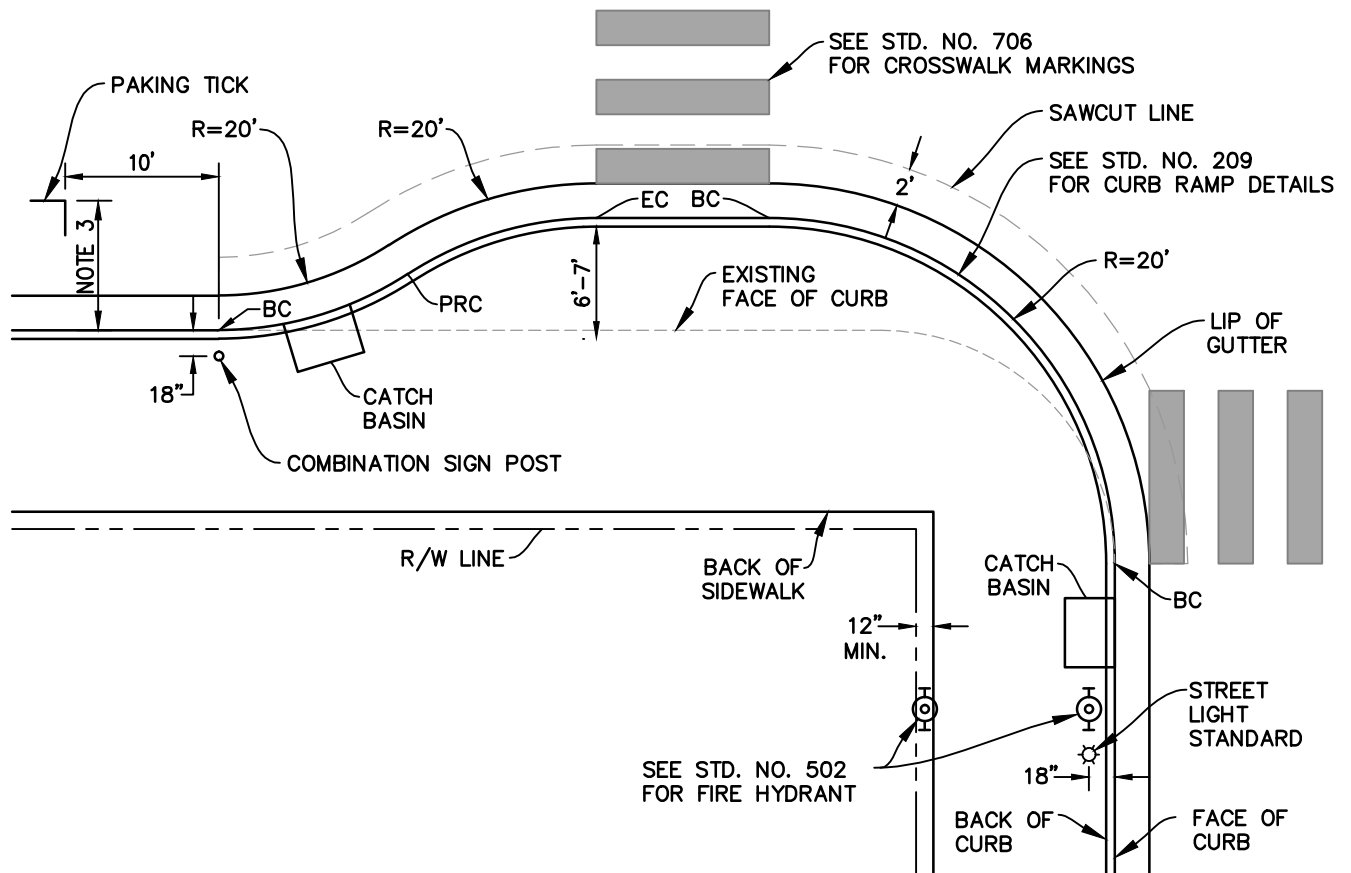 SEE STD. NO. 706
FOR CROSSWALK MARKINGS
PAKING TICK
SAWCUT LINE
R=20'
R=20'
10'
SEE STD. NO. 209
FOR CURB RAMP DETAILS
2'
EC BC
NOTE 3
R=20'
6'-7'
EXISTING
FACE OF CURB
PRC
BC
LIP OF
GUTTER
18"
CATCH
BASIN
COMBINATION SIGN POST
R/W LINE
BACK OF
SIDEWALK
CATCH
BASIN
BC
12"
MIN.
STREET
LIGHT
STANDARD
SEE STD. NO. 502
FOR FIRE HYDRANT
18"
BACK OF
CURB
FACE OF
CURB